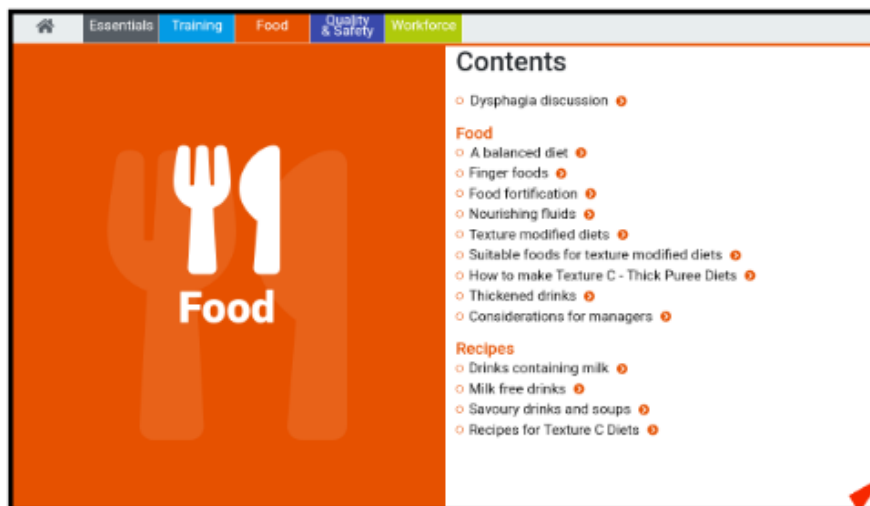 Essentials
Training
Food
Quality
& Safety
Workforce
Food
Contents
Dysphagia discussion
Food
A balanced diet
Finger foods
Food fortification
Nourishing fluids
Texture modified diets
Suitable foods for texture modified diets
How to make Texture C - Thick Puree Diets
Thickened drinks
Considerations for managers
Recipes
Drinks containing milk
Milk free drinks
Savoury drinks and soups
Recipes for Texture C Diets